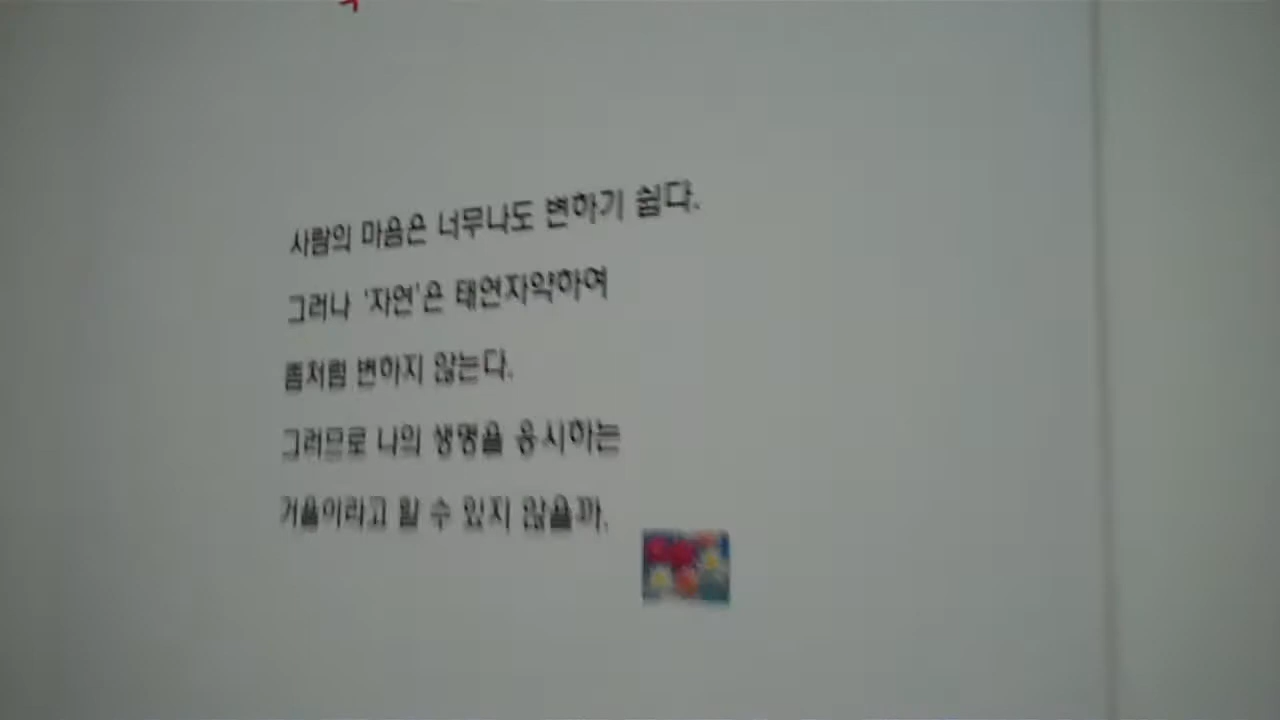 사람의 마음은 너무나도 변하기 쉽다.
그러나 '자연'은 태연자약하여
좀처럼 변하지 않는다.
그러므로 나의 생명을 응시하는
거울이라고 할 수 있지 않을까.